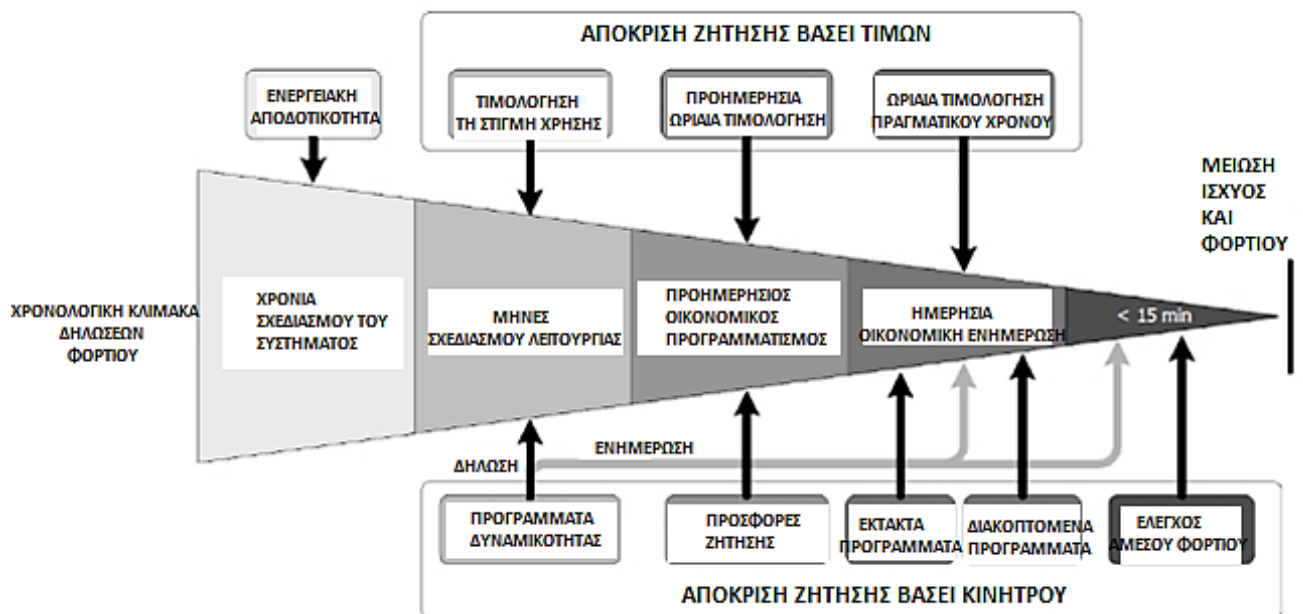 ΑΠΟΚΡΙΣΗ ΖΗΤΗΣΗΣ ΒΑΣΕΙ ΤΙΜΩΝ
ΕΝΕΡΓΕΙΑΚΗ
ΑΠΟΔΟΤΙΚΟΤΗΤΑ
ΤΙΜΟΛΟΓΗΣΗ
ΤΗ ΣΤΙΓΜΗ ΧΡΗΣΗΣ
ΠΡΟΗΜΕΡΗΣΙΑ
ΩΡΙΑΙΑ ΤΙΜΟΛΟΓΗΣΗ
ΩΡΙΑΙΑ ΤΙΜΟΛΟΓΗΣΗ
ΠΡΑΓΜΑΤΙΚΟΥ ΧΡΟΝΟΥ
ΜΕΙΩΣΗ
ΙΣΧΥΟΣ
ΚΑΙ
ΦΟΡΤΙΟΥ
ΧΡΟΝΟΛΟΓΙΚΗ ΚΛΙΜΑΚΑ
ΔΗΛΩΣΕΩΝ
ΦΟΡΤΙΟΥ
ΧΡΟΝΙΑ
ΣΧΕΔΙΑΣΜΟΥ ΤΟΥ
ΣΥΣΤΗΜΑΤΟΣ
ΜΗΝΕΣ
ΣΧΕΔΙΑΣΜΟΥ ΛΕΙΤΟΥΡΓΙΑΣ
ΠΡΟΗΜΕΡΗΣΙΟΣ
ΟΙΚΟΝΟΜΙΚΟΣ
ΠΡΟΓΡΑΜΜΑΤΙΣΜΟΣ
ΗΜΕΡΗΣΙΑ
ΟΙΚΟΝΟΜΙΚΗ ΕΝΗΜΕΡΩΣΗ
< 15 min
ΔΗΛΩΣΗ
ΕΝΗΜΕΡΩΣΗ
ΠΡΟΓΡΑΜΜΑΤΑ
ΔΥΝΑΜΙΚΟΤΗΤΑΣ
ΠΡΟΣΦΟΡΕΣ
ΖΗΤΗΣΗΣ
ΕΚΤΑΚΤΑ
ΠΡΟΓΡΑΜΜΑΤΑ
ΔΙΑΚΟΠΤΟΜΕΝΑ
ΠΡΟΓΡΑΜΜΑΤΑ
ΕΛΕΓΧΟΣ
ΑΜΕΣΟΥ ΦΟΡΤΙΟΥ
ΑΠΟΚΡΙΣΗ ΖΗΤΗΣΗΣ ΒΑΣΕΙ ΚΙΝΗΤΡΟΥ